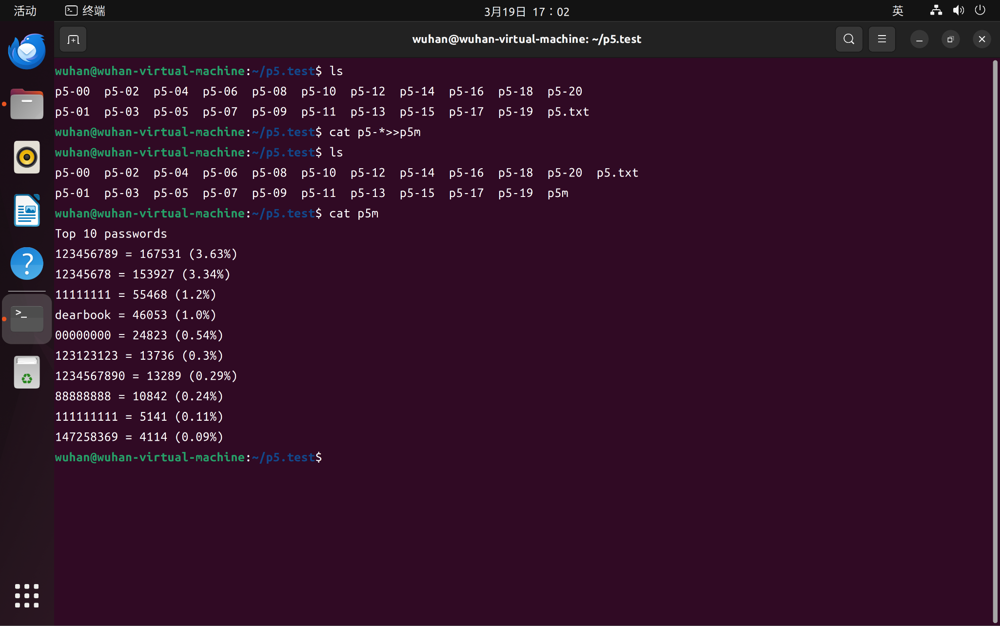 活动 终端 3月19日 17：02 英
wuhan@wuhan-virtual-machine: ~/p5.test
wuhan@wuhan-virtual-machine:~/p5.test$ ls
p5-00 p5-02 p5-04 p5-06 p5-08 p5-10 p5-12 p5-14 p5-16 p5-18 p5-20
p5-01 p5-03 p5-05 p5-07 p5-09 p5-11 p5-13 p5-15 p5-17 p5-19 p5.txt
wuhan@wuhan-virtual-machine:~/p5.test$ cat p5-*>>p5m
wuhan@wuhan-virtual-machine:~/p5.test$ ls
p5-00 p5-02 p5-04 p5-06 p5-08 p5-10 p5-12 p5-14 p5-16 p5-18 p5-20 p5.txt
p5-01 p5-03 p5-05 p5-07 p5-09 p5-11 p5-13 p5-15 p5-17 p5-19 p5m
wuhan@wuhan-virtual-machine:~/p5.test$ cat p5m
Top 10 passwords
123456789 = 167531 (3.63%)
12345678 = 153927 (3.34%)
11111111 = 55468 (1.2%)
dearbook = 46053 (1.0%)
00000000 = 24823 (0.54%)
123123123 = 13736 (0.3%)
1234567890 = 13289 (0.29%)
88888888 = 10842 (0.24%)
111111111 = 5141 (0.11%)
147258369 = 4114 (0.09%)
wuhan@wuhan-virtual-machine:~/p5.test$